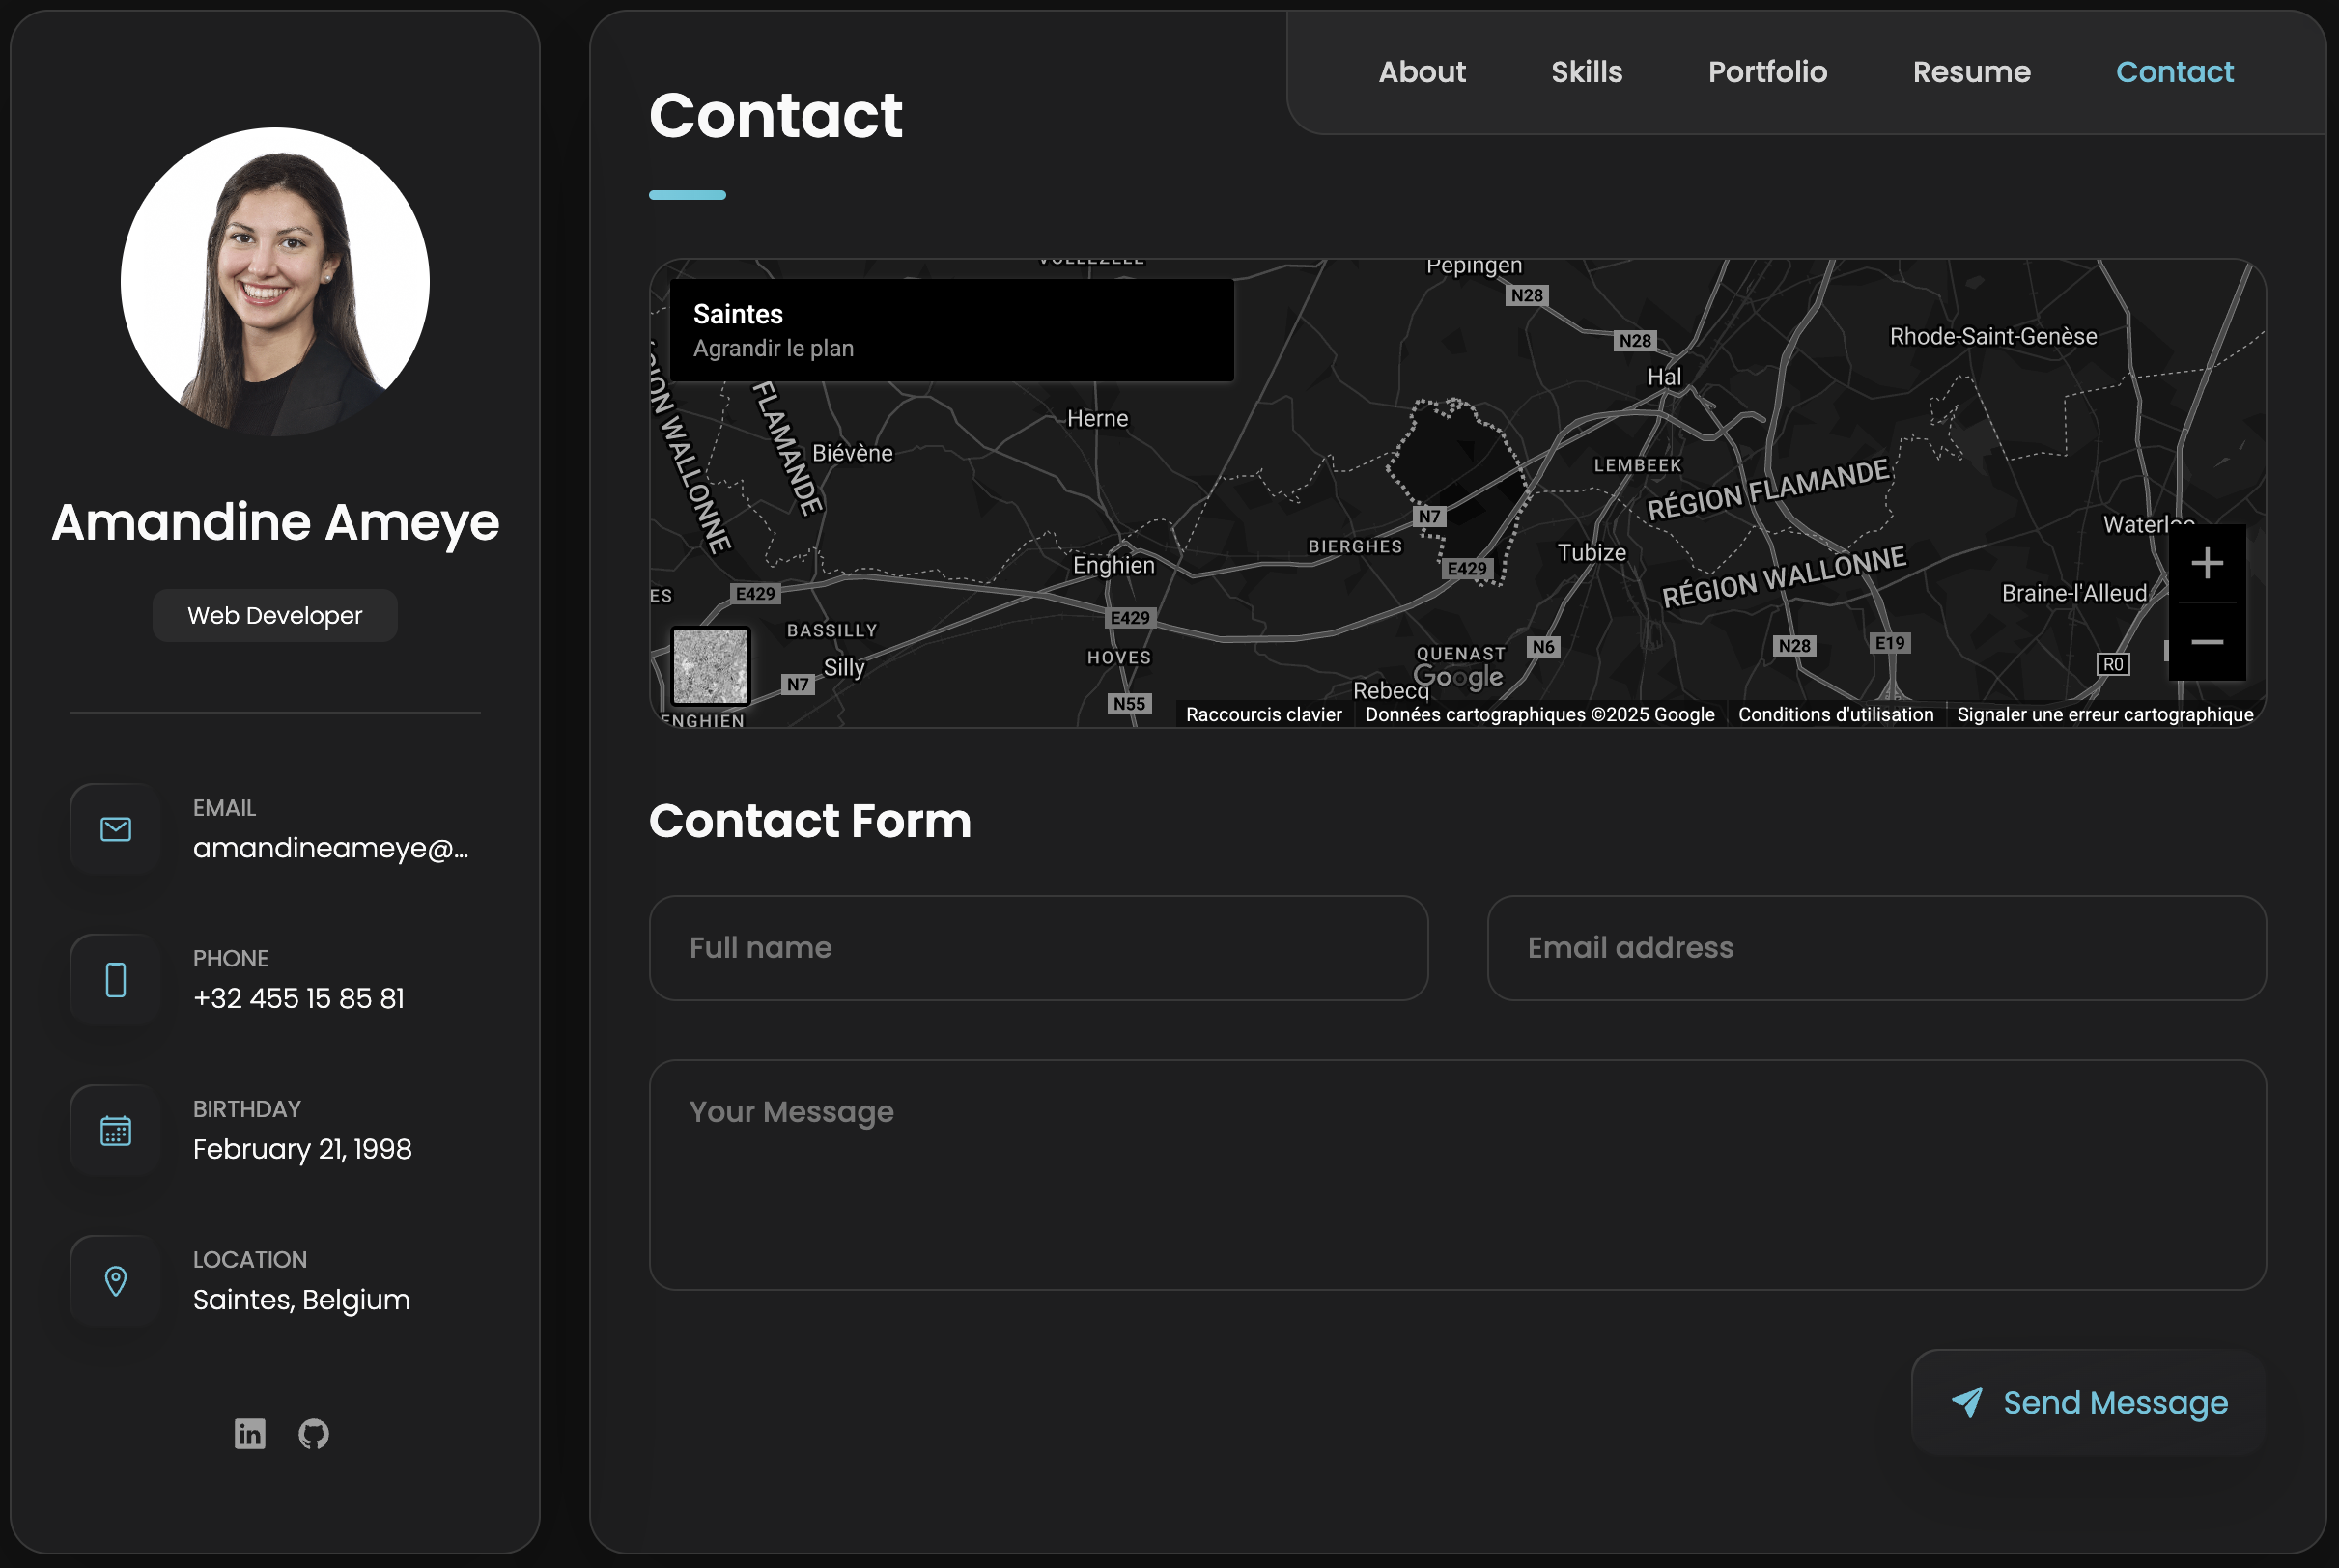 Amandine Ameye
Web Developer
EMAIL
amandineameye@...
PHONE
+32 455 15 85 81
BIRTHDAY
February 21, 1998
LOCATION
Saintes, Belgium
in
About
Skills
Portfolio
Resume
Contact
Contact
Saintes
Agrandir le plan
Pepingen
N28
N28
Rhode-Saint-Genèse
Hal
Herne
FLAMANDE
WALLONNE
Biévène
LEMBEEK
RÉGION FLAMANDE
N7
BIERGHES
Tubize
Enghien
E429
RÉGION WALLONNE
Braine-l'Alleud
ES
E429
E429
BASSILLY
HOVES
QUENAST
N6
N28
E19
R0
Silly
N7
Google
Rebecq
N55
ENGHIEN
Raccourcis clavier
Données cartographiques ©2025 Google
Conditions d'utilisation
Signaler une erreur cartographique
Contact Form
Full name
Email address
Your Message
Send Message